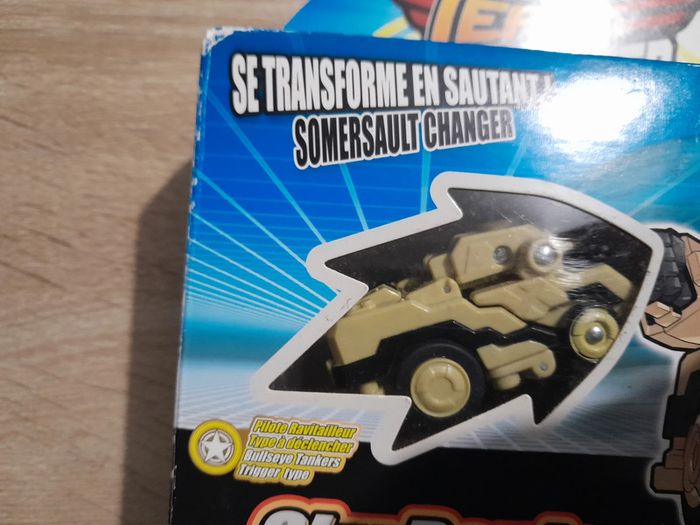 SE TRANSFORME EN SAUTANT !
SOMERSAULT CHANGER
Pilote Ravitailleur
Type à déclencher
Bullseye Tankers
Trigger Type